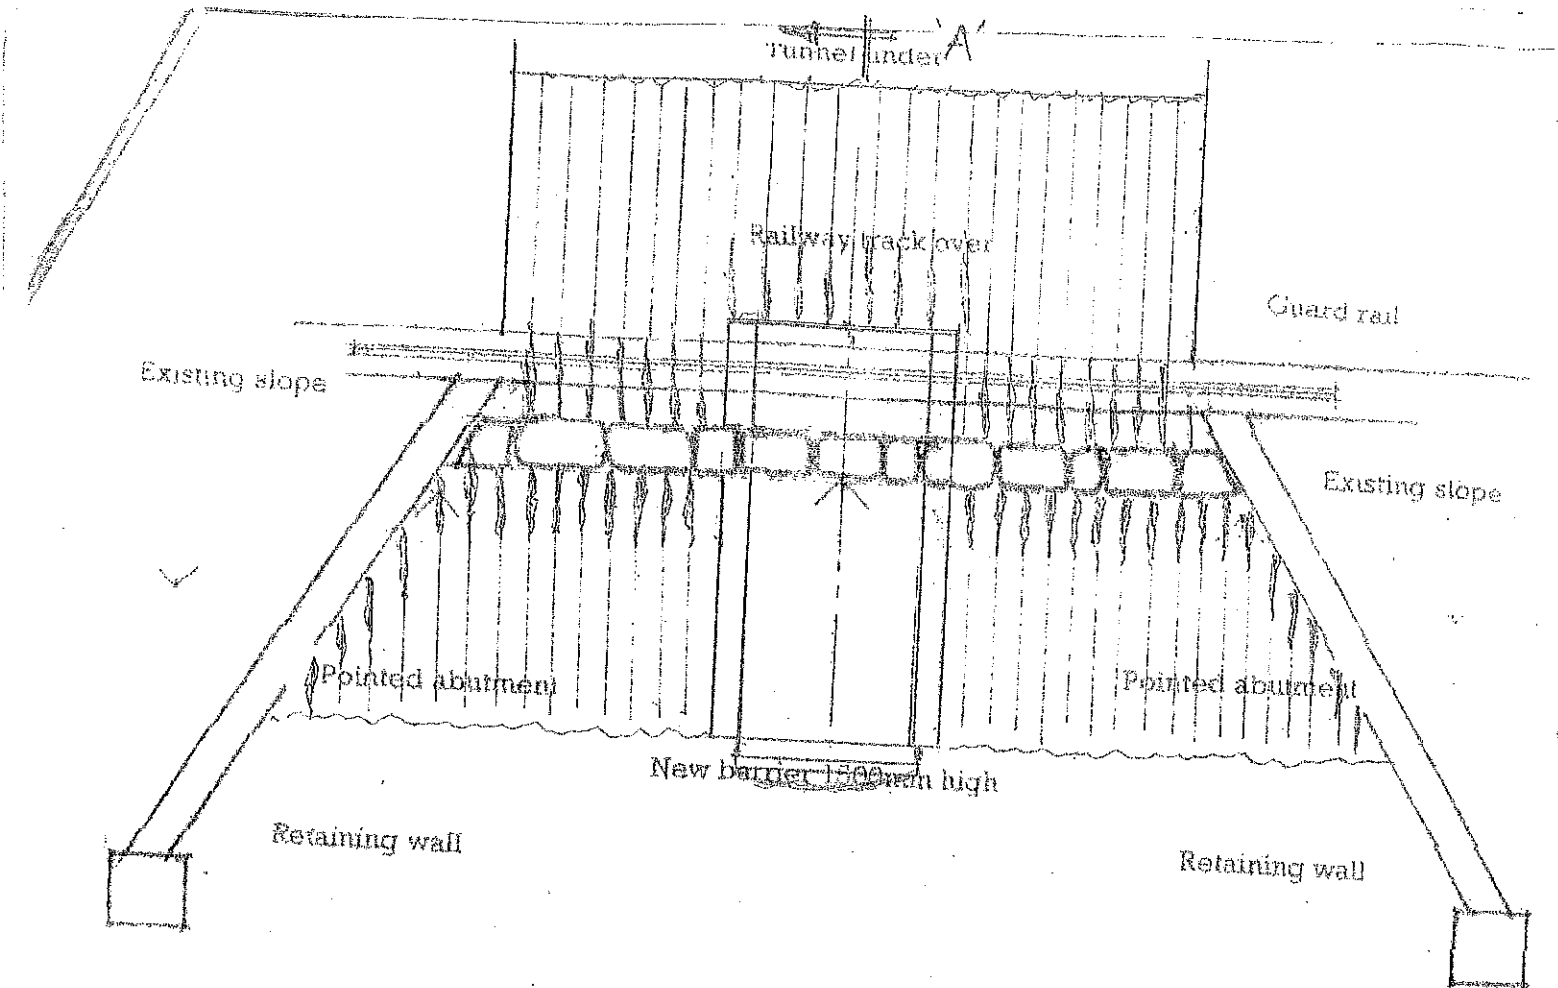 'A'
Tunnel under
Railway track over
Guard rail
Existing slope
Existing slope
Pointed abutment
Pointed abutment
New barrier 1500mm high
Retaining wall
Retaining wall